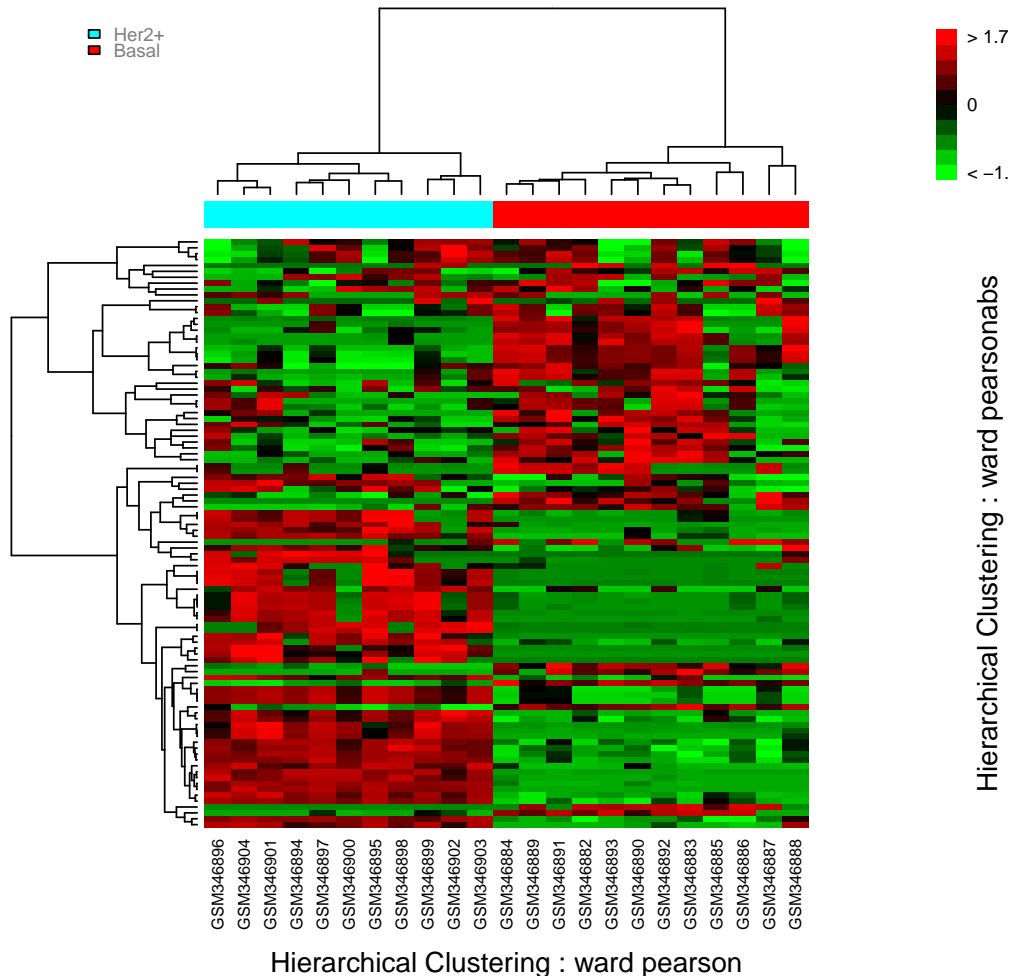 Her2+
Basal
> 1.7
0
< −1.
Hierarchical Clustering : ward pearsonabs
GSM346896
GSM346904
GSM346901
GSM346894
GSM346897
GSM346900
GSM346895
GSM346898
GSM346899
GSM346902
GSM346903
GSM346884
GSM346889
GSM346891
GSM346882
GSM346893
GSM346890
GSM346892
GSM346883
GSM346885
GSM346886
GSM346887
GSM346888
Hierarchical Clustering : ward pearson